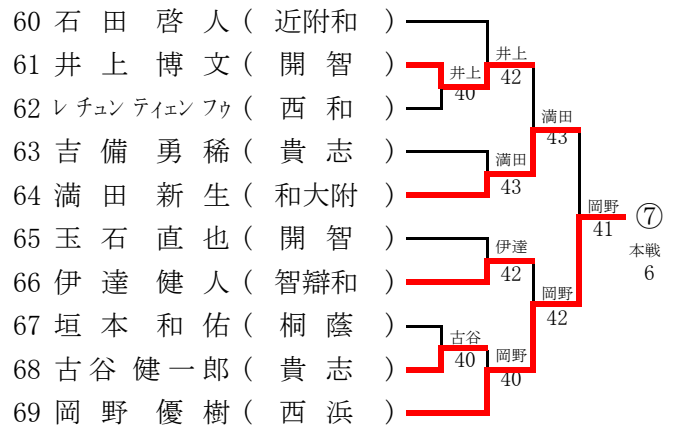 60 石田 啓人 ( 近附和 )
61 井上 博文 ( 開智 )
62 レ チュン ティェン フゥ ( 西和 )
63 吉備 勇稀 ( 貴志 )
64 満田 新生 ( 和大附 )
65 玉石 直也 ( 開智 )
66 伊達 健人 ( 智辯和 )
67 垣本 和佑 ( 桐蔭 )
68 古谷 健一郎 ( 貴志 )
69 岡野 優樹 ( 西浜 )
井上
40
井上
42
満田
43
満田
43
伊達
42
古谷
40
岡野
40
岡野
42
岡野
41
⑦
本戦
6